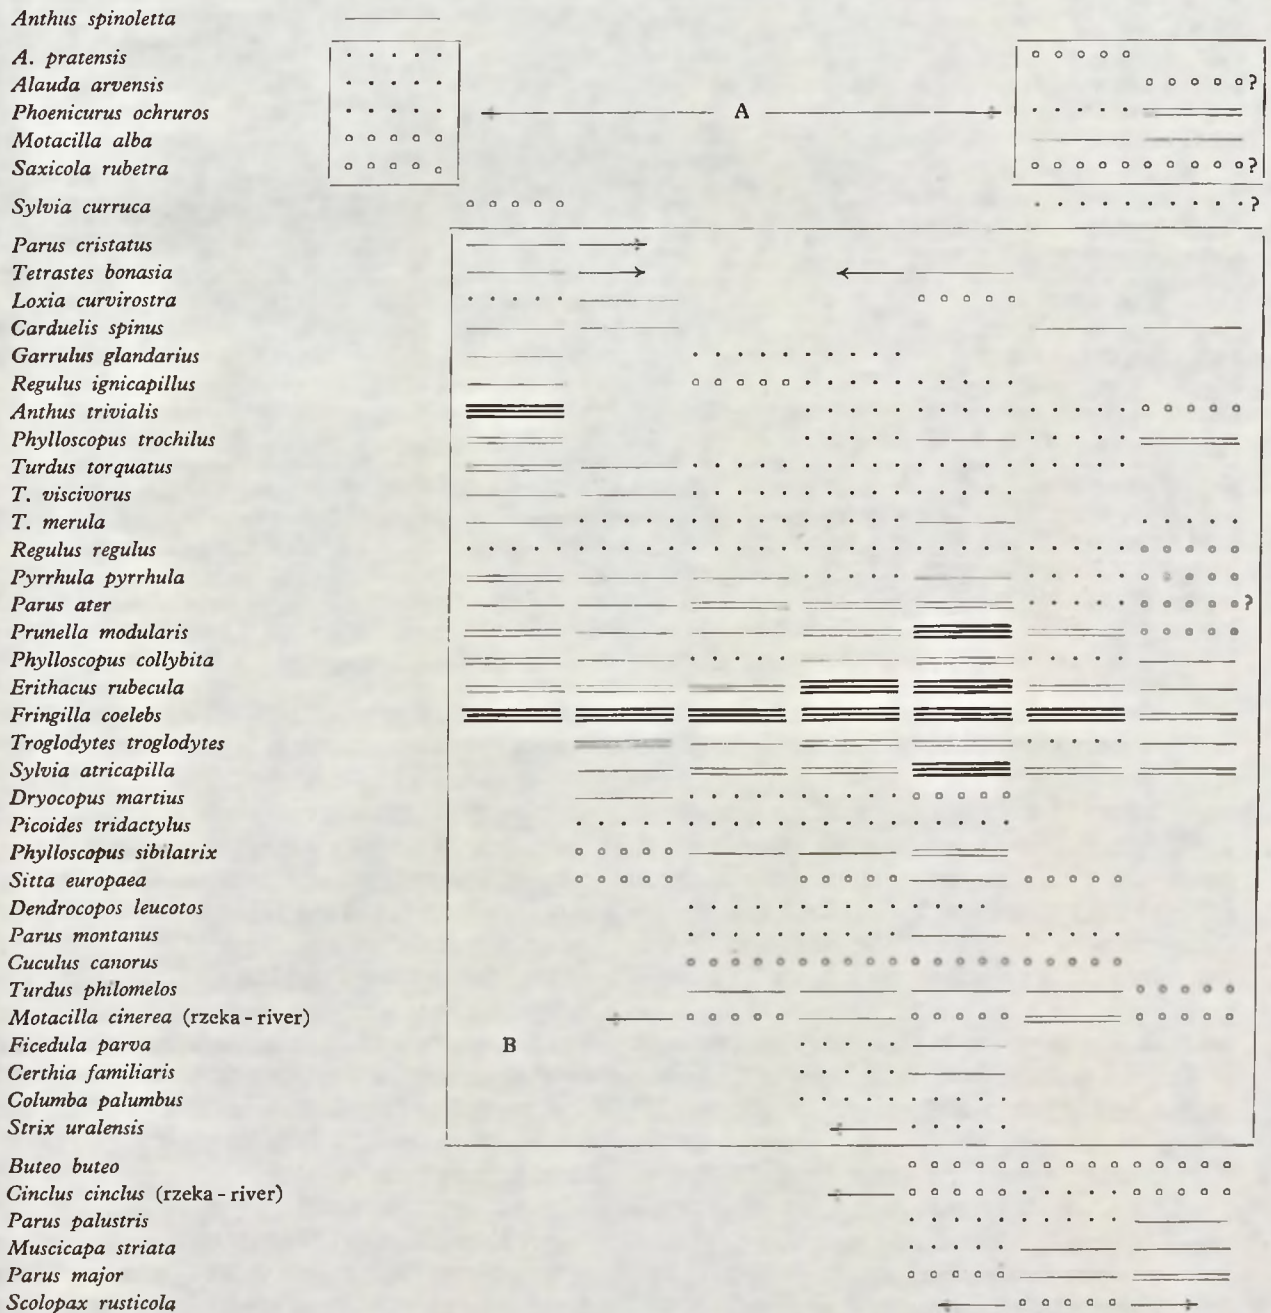 Anthus spinoletta
A. pratensis
Alauda arvensis ?
Phoenicurus ochruros A
Motacilla alba
Saxicola rubetra ?
Sylvia curruca ?
Parus cristatus
Tetrastes bonasia
Loxia curvirostra
Carduelis spinus
Garrulus glandarius
Regulus ignicapillus
Anthus trivialis
Phylloscopus trochilus
Turdus torquatus
T. viscivorus
T. merula
Regulus regulus
Pyrrhula pyrrhula
Parus ater ?
Prunella modularis
Phylloscopus collybita
Erithacus rubecula
Fringilla coelebs
Troglodytes troglodytes
Sylvia atricapilla
Dryocopus martius
Picoides tridactylus
Phylloscopus sibilatrix
Sitta europaea
Dendrocopos leucotos
Parus montanus
Cuculus canorus
Turdus philomelos
Motacilla cinerea (rzeka - river)
Ficedula parva B
Certhia familiaris
Columba palumbus
Strix uralensis
Buteo buteo
Cinclus cinclus (rzeka - river)
Parus palustris
Muscicapa striata
Parus major
Scolopax rusticola